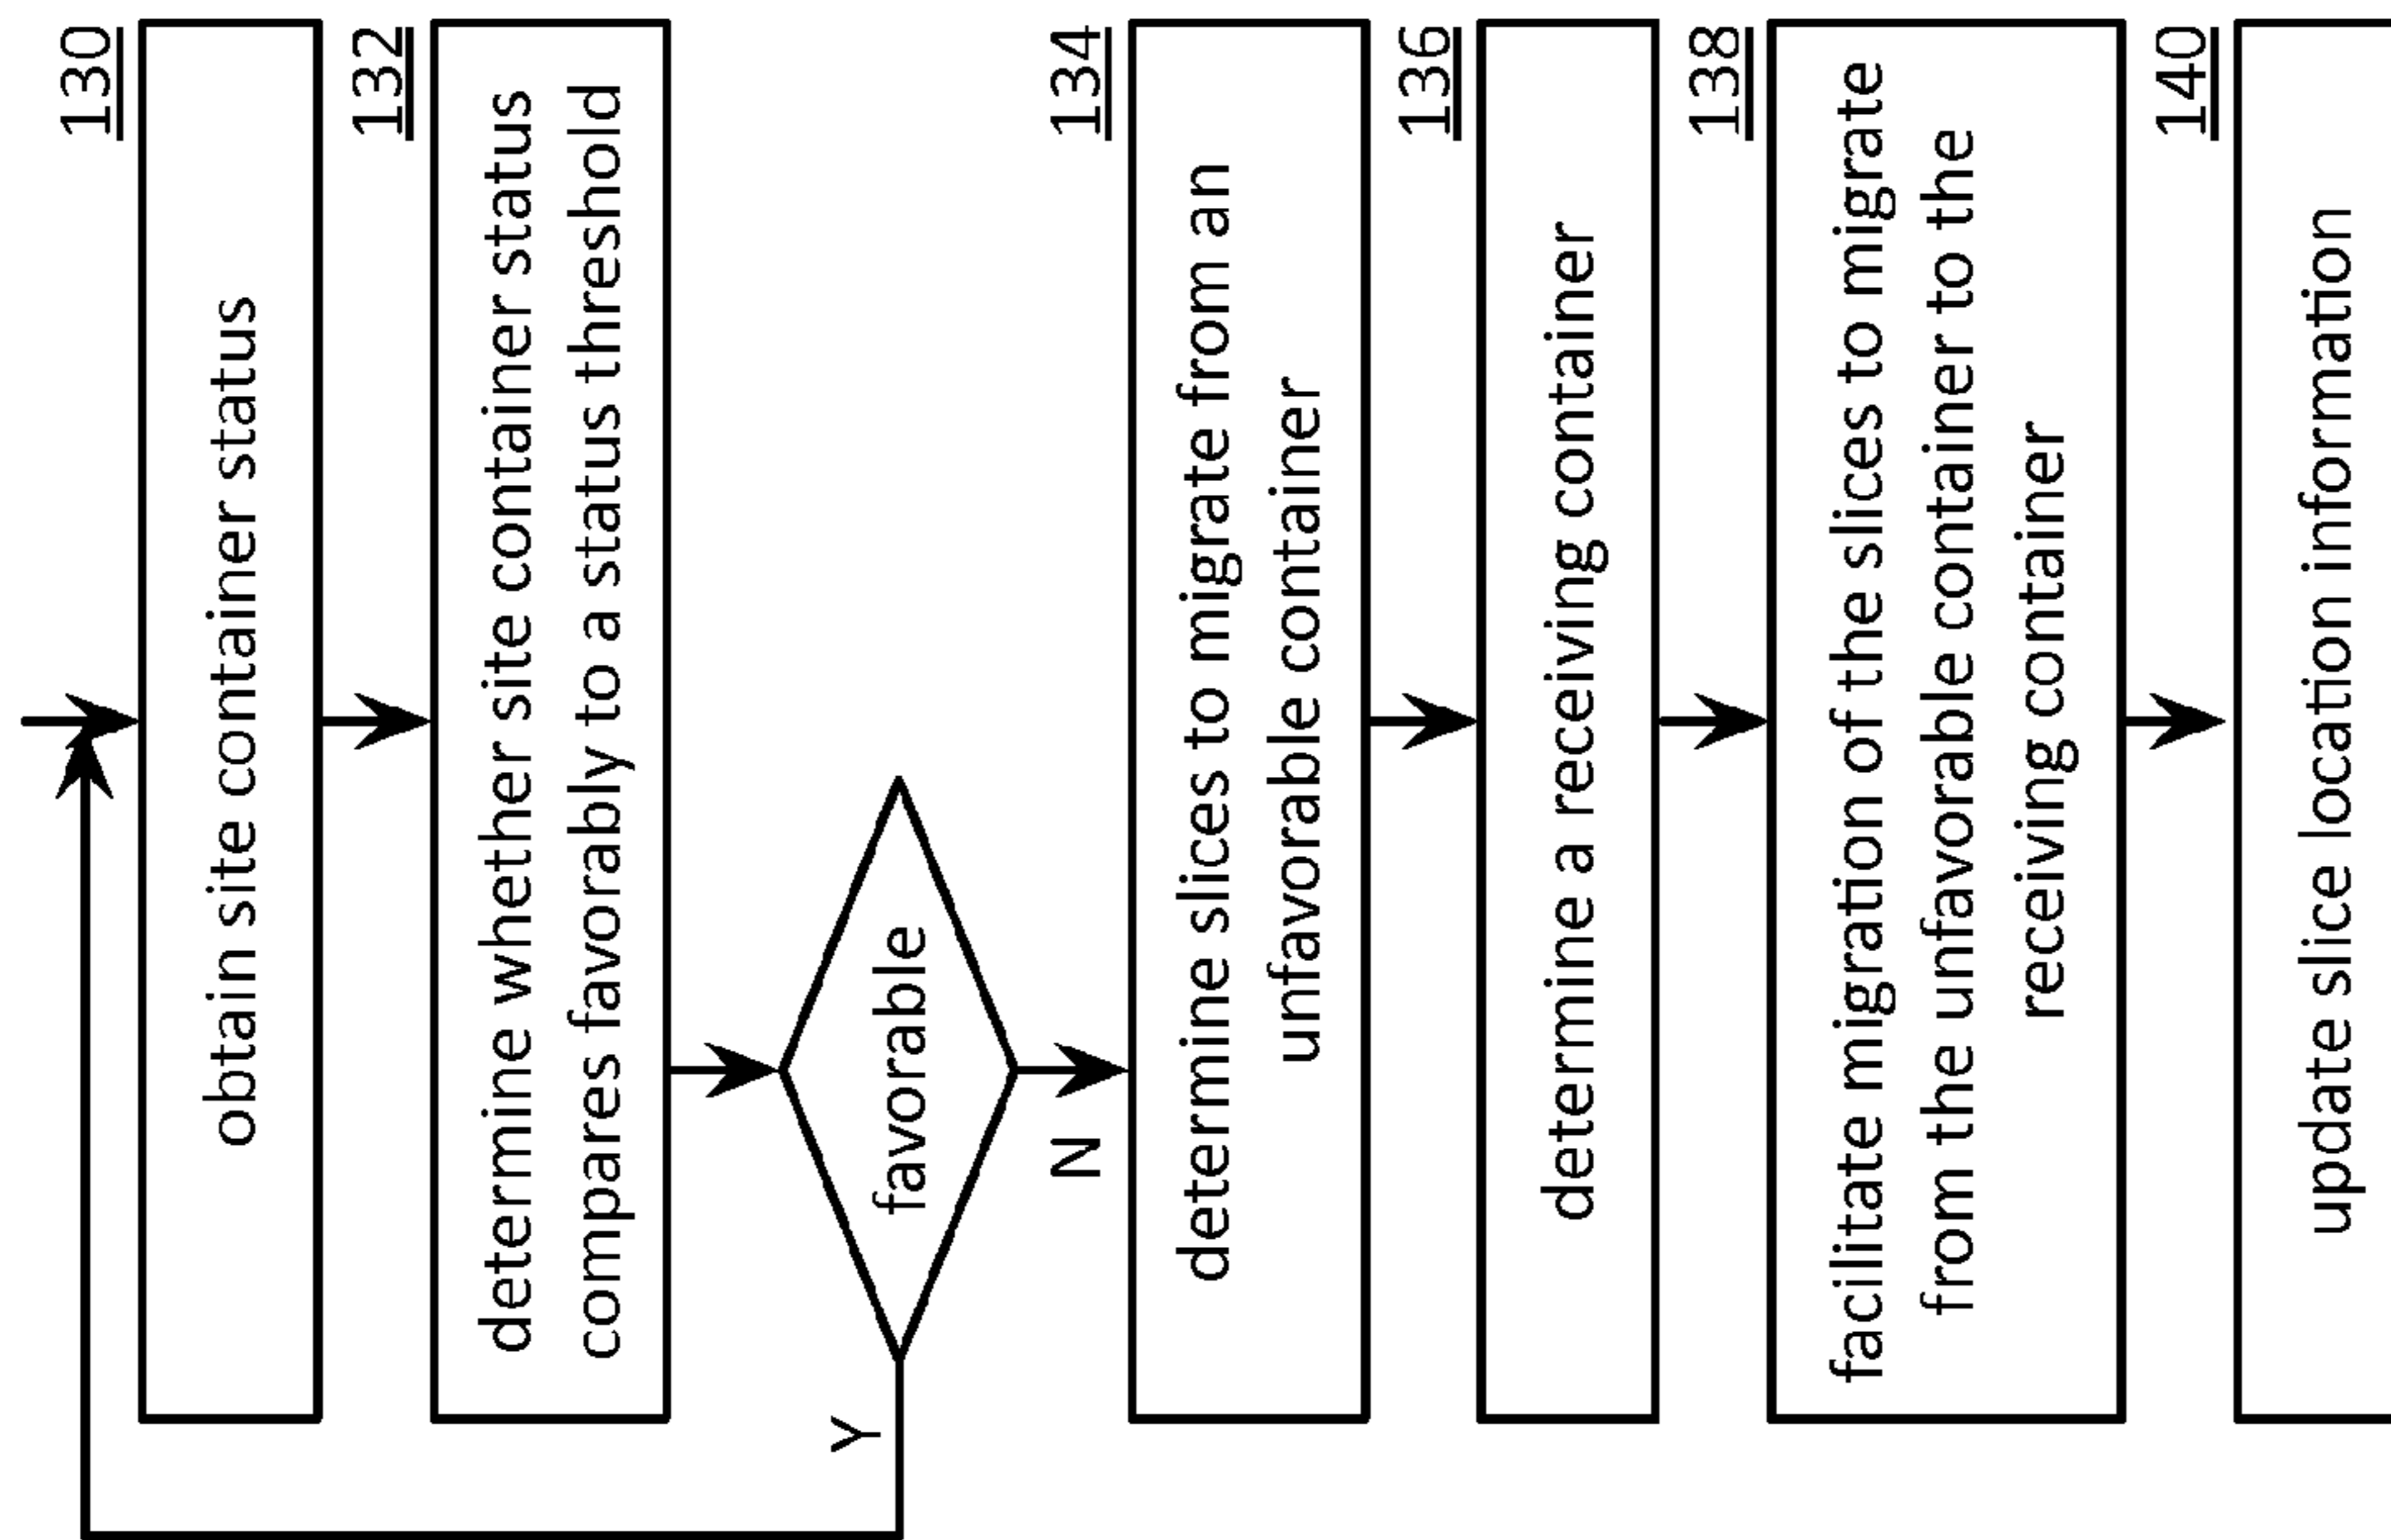 130
obtain site container status
132
determine whether site container status
compares favorably to a status threshold
favorable
Y
N
134
determine slices to migrate from an
unfavorable container
136
determine a receiving container
138
facilitate migration of the slices to migrate
from the unfavorable container to the
receiving container
140
update slice location information